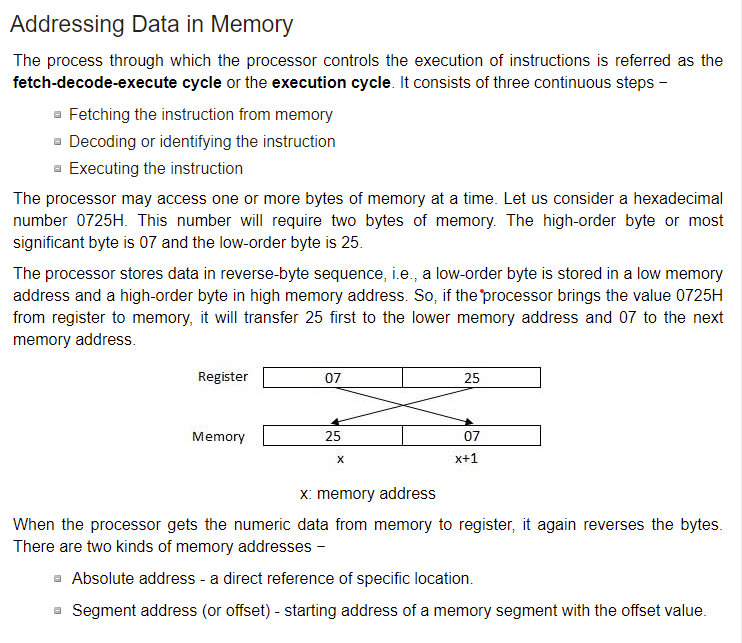 Addressing Data in Memory
The process through which the processor controls the execution of instructions is referred as the
fetch-decode-execute cycle or the execution cycle. It consists of three continuous steps −
Fetching the instruction from memory
Decoding or identifying the instruction
Executing the instruction
The processor may access one or more bytes of memory at a time. Let us consider a hexadecimal
number 0725H. This number will require two bytes of memory. The high-order byte or most
significant byte is 07 and the low-order byte is 25.
The processor stores data in reverse-byte sequence, i.e., a low-order byte is stored in a low memory
address and a high-order byte in high memory address. So, if the processor brings the value 0725H
from register to memory, it will transfer 25 first to the lower memory address and 07 to the next
memory address.
Register 07 25
Memory 25 07
x x+1
x: memory address
When the processor gets the numeric data from memory to register, it again reverses the bytes.
There are two kinds of memory addresses −
Absolute address - a direct reference of specific location.
Segment address (or offset) - starting address of a memory segment with the offset value.